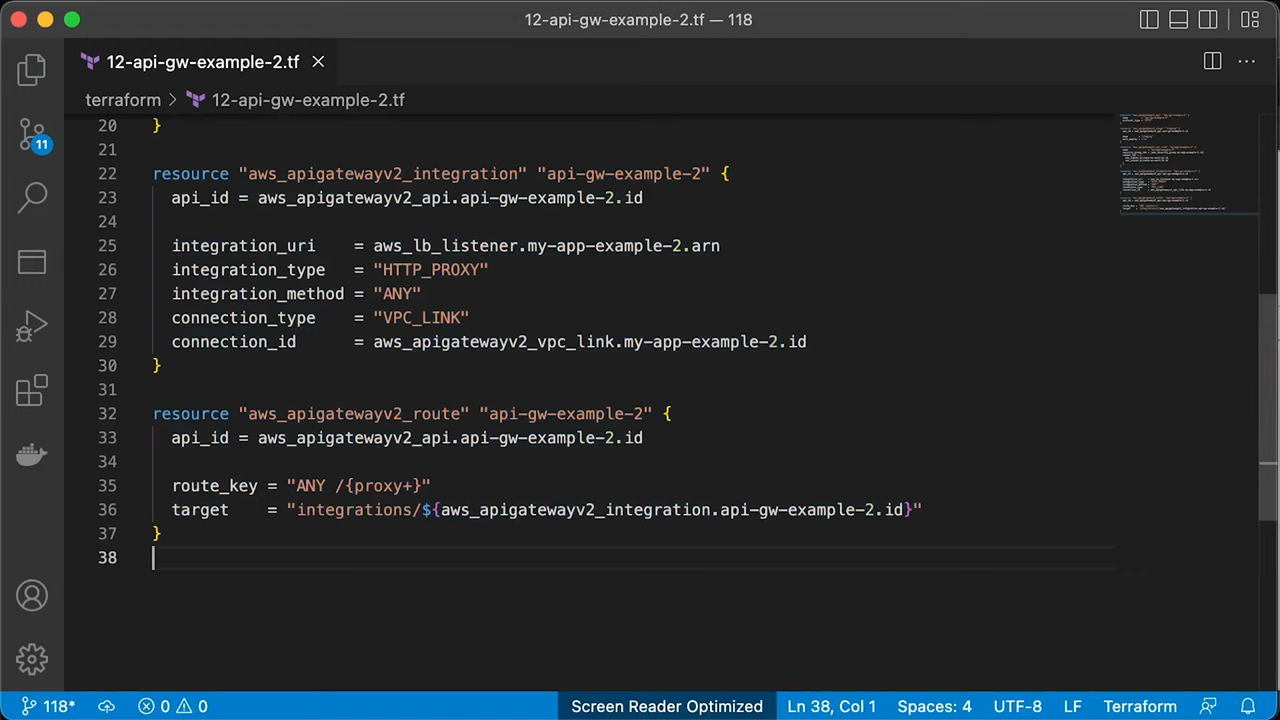 12-api-gw-example-2.tf — 118
12-api-gw-example-2.tf
terraform > 12-api-gw-example-2.tf
20 }
21
22 resource "aws_apigatewayv2_integration" "api-gw-example-2" {
23 api_id = aws_apigatewayv2_api.api-gw-example-2.id
24
25 integration_uri = aws_lb_listener.my-app-example-2.arn
26 integration_type = "HTTP_PROXY"
27 integration_method = "ANY"
28 connection_type = "VPC_LINK"
29 connection_id = aws_apigatewayv2_vpc_link.my-app-example-2.id
30 }
31
32 resource "aws_apigatewayv2_route" "api-gw-example-2" {
33 api_id = aws_apigatewayv2_api.api-gw-example-2.id
34
35 route_key = "ANY /{proxy+}"
36 target = "integrations/${aws_apigatewayv2_integration.api-gw-example-2.id}"
37 }
38
11
118* 0 0 Screen Reader Optimized Ln 38, Col 1 Spaces: 4 UTF-8 LF Terraform